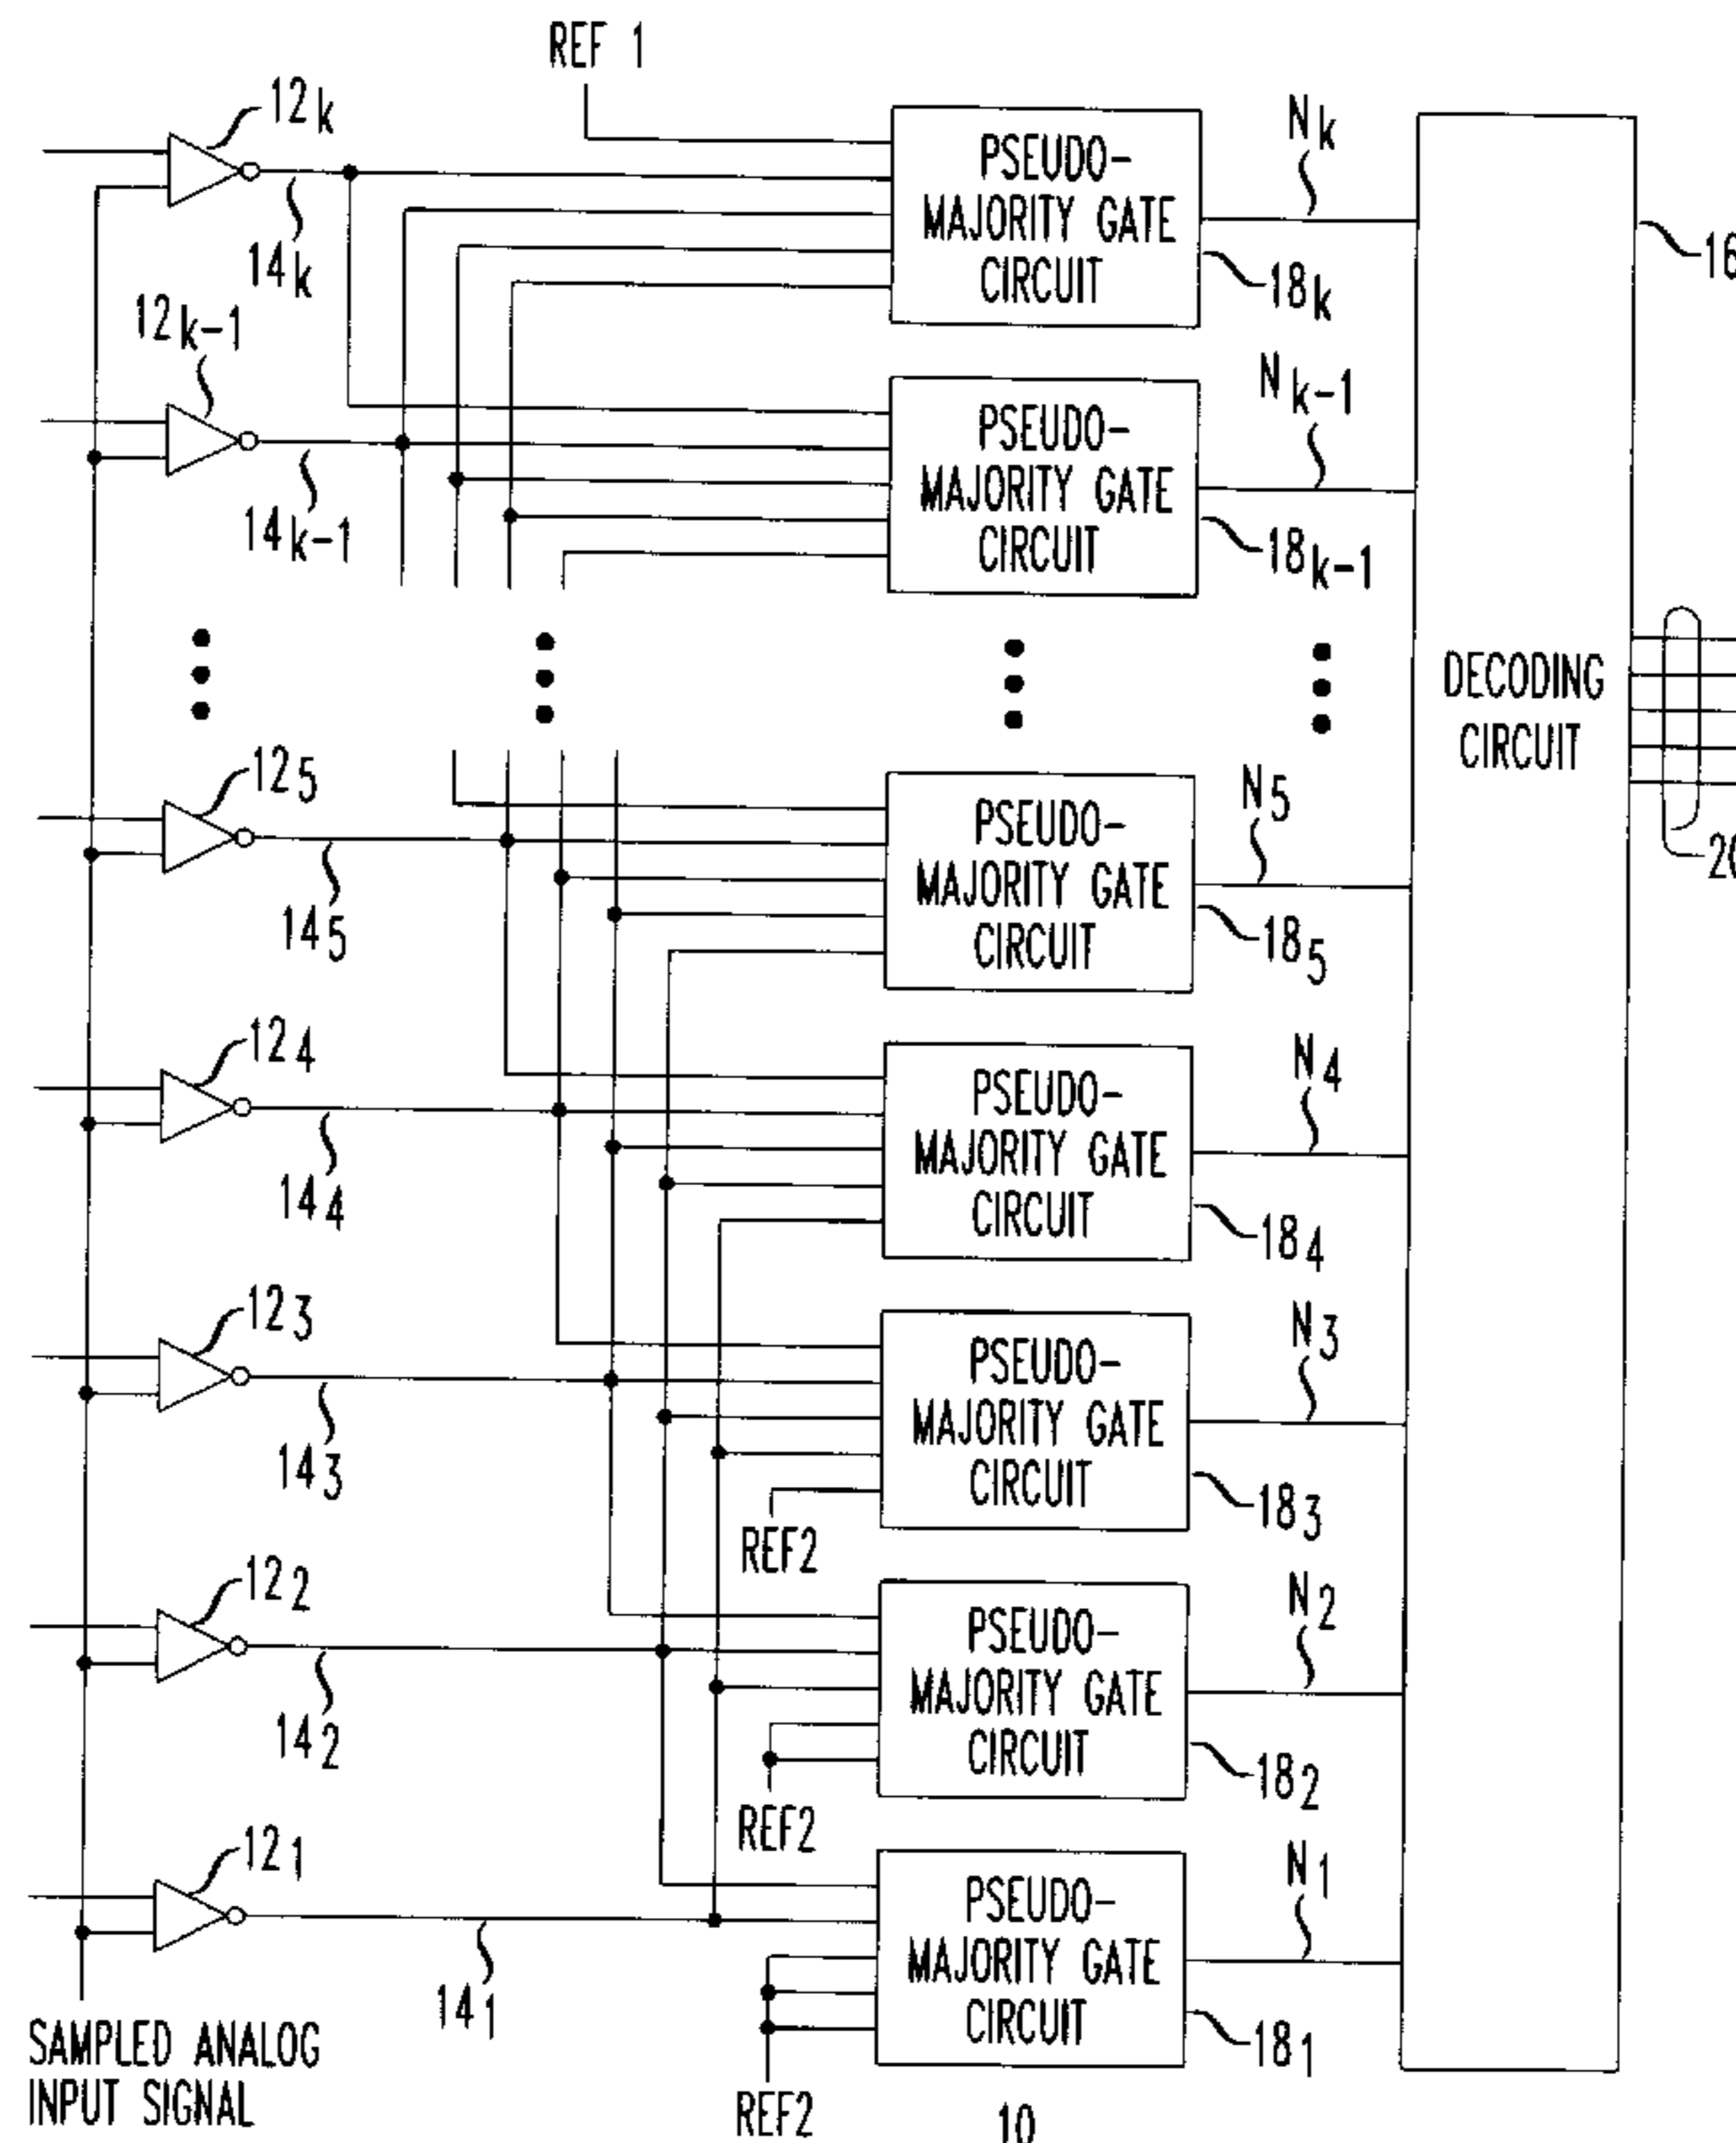 REF 1
12k
PSEUDO-
MAJORITY GATE
CIRCUIT
Nk
14k
18k
16
12k-1
PSEUDO-
MAJORITY GATE
CIRCUIT
Nk-1
14k-1
18k-1
DECODING
CIRCUIT
125
PSEUDO-
MAJORITY GATE
CIRCUIT
N5
20
145
185
124
PSEUDO-
MAJORITY GATE
CIRCUIT
N4
144
184
123
PSEUDO-
MAJORITY GATE
CIRCUIT
N3
143
183
REF2
122
PSEUDO-
MAJORITY GATE
CIRCUIT
N2
142
182
REF2
121
PSEUDO-
MAJORITY GATE
CIRCUIT
N1
141
181
SAMPLED ANALOG
INPUT SIGNAL
REF2
10